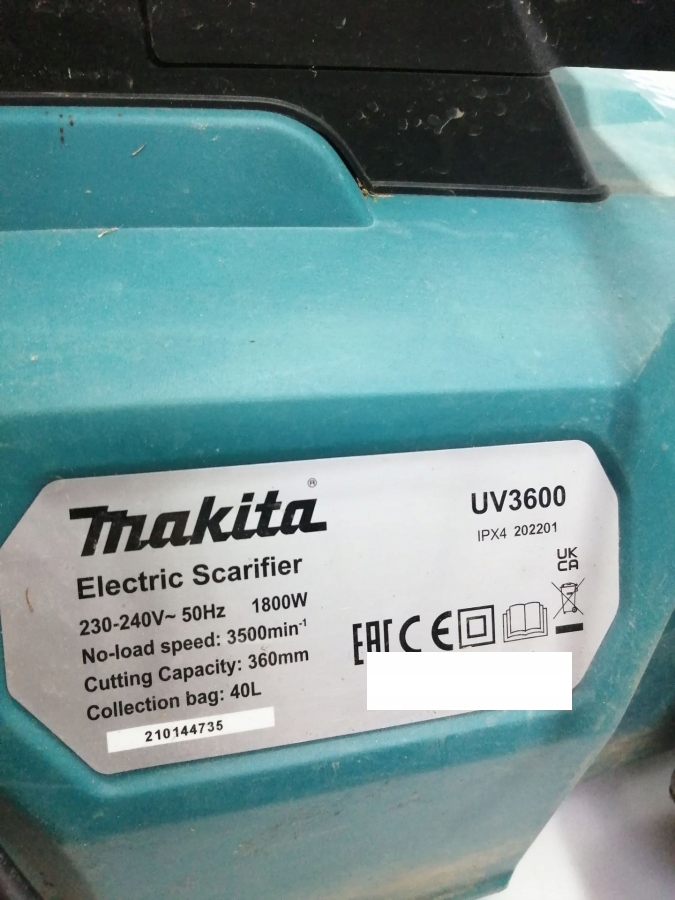 makita®
Electric Scarifier
230-240V~ 50Hz 1800W
No-load speed: 3500min⁻¹
Cutting Capacity: 360mm
Collection bag: 40L
210144735
UV3600
IPX4 202201
UK
CA
EAC CE